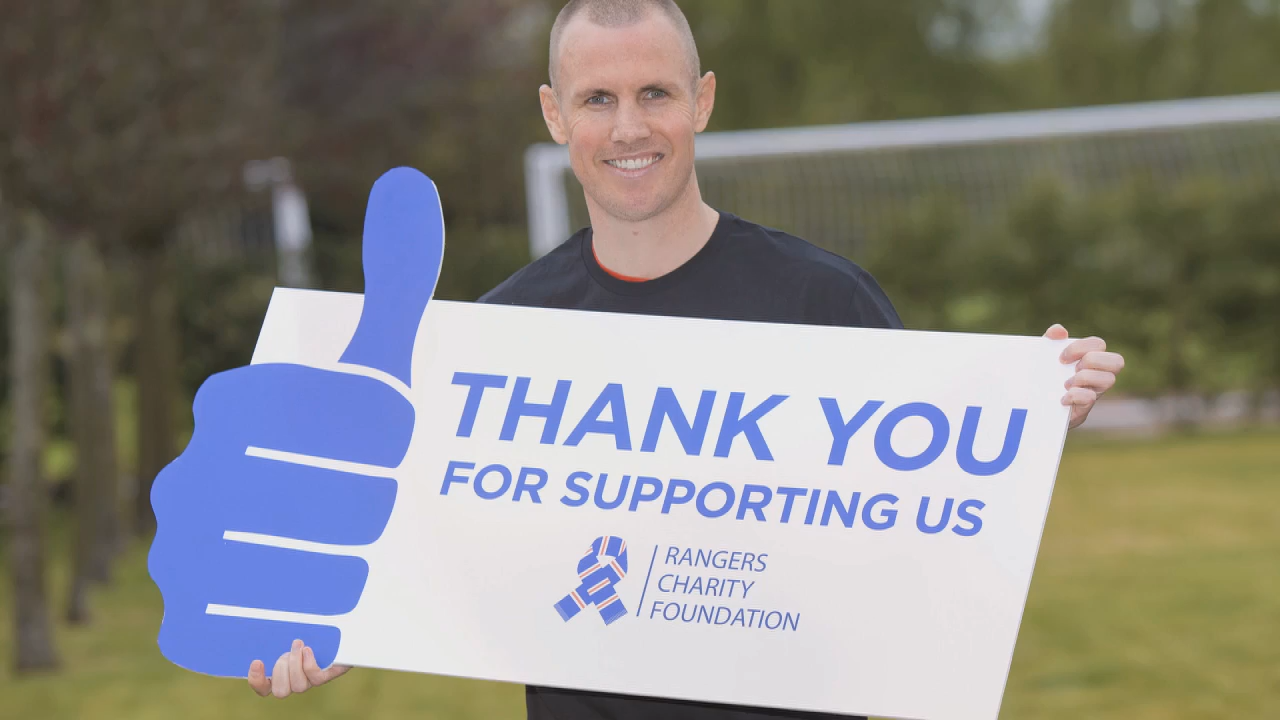 THANK YOU
FOR SUPPORTING US
RANGERS
CHARITY
FOUNDATION